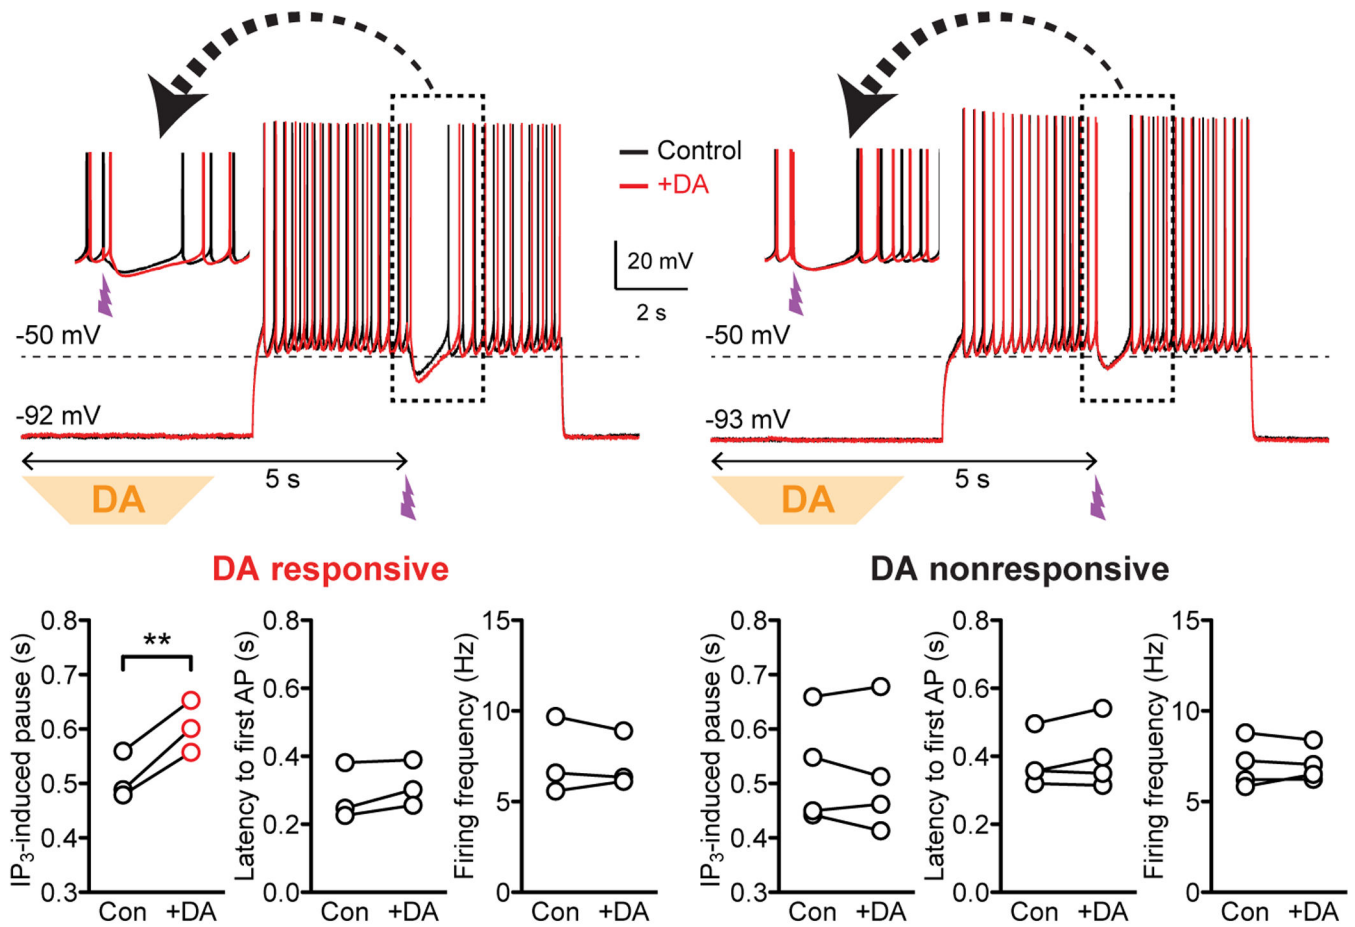 Control
+DA
20 mV
2 s
-50 mV
-92 mV
5 s
DA
-50 mV
-93 mV
5 s
DA
DA responsive
DA nonresponsive
IP3-induced pause (s)
0.8
0.7
0.6
0.5
0.4
0.3
**
Con +DA
Latency to first AP (s)
0.8
0.6
0.4
0.2
0.0
Con +DA
Firing frequency (Hz)
15
10
5
0
Con +DA
IP3-induced pause (s)
0.8
0.7
0.6
0.5
0.4
0.3
Con +DA
Latency to first AP (s)
0.8
0.6
0.4
0.2
0.0
Con +DA
Firing frequency (Hz)
15
10
5
0
Con +DA